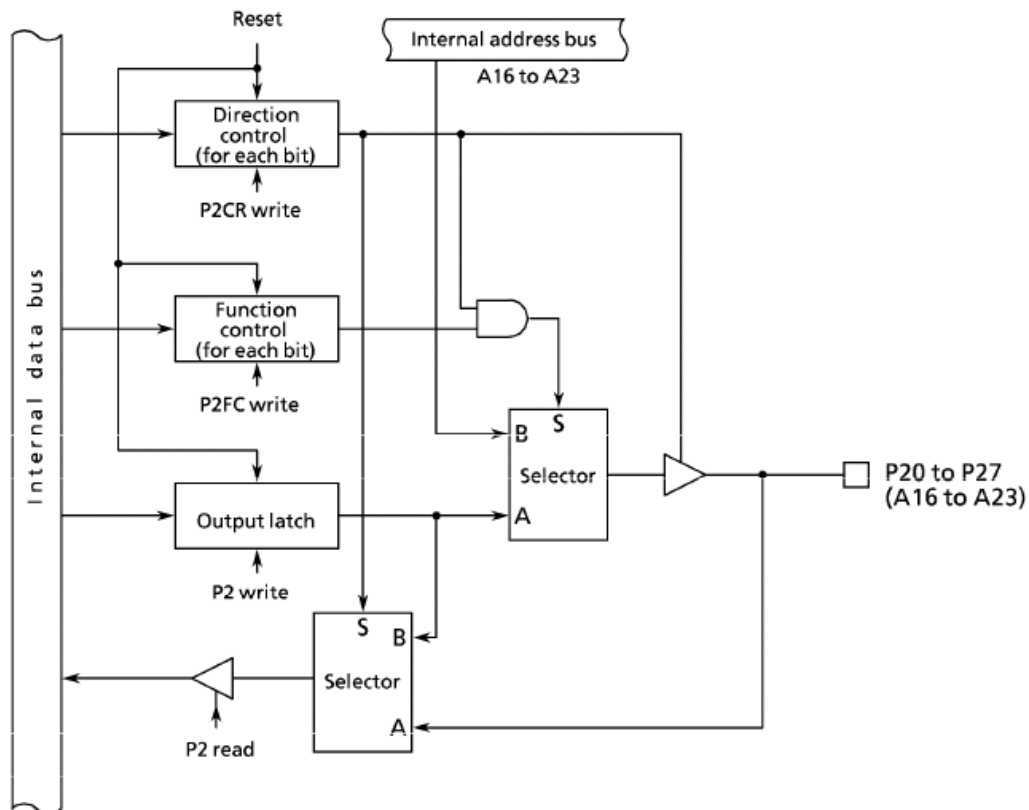 Reset
Internal address bus
A16 to A23
Direction
control
(for each bit)
P2CR write
Internal data bus
Function
control
(for each bit)
P2FC write
S
B
Selector
A
P20 to P27
(A16 to A23)
Output latch
P2 write
S
B
Selector
A
P2 read